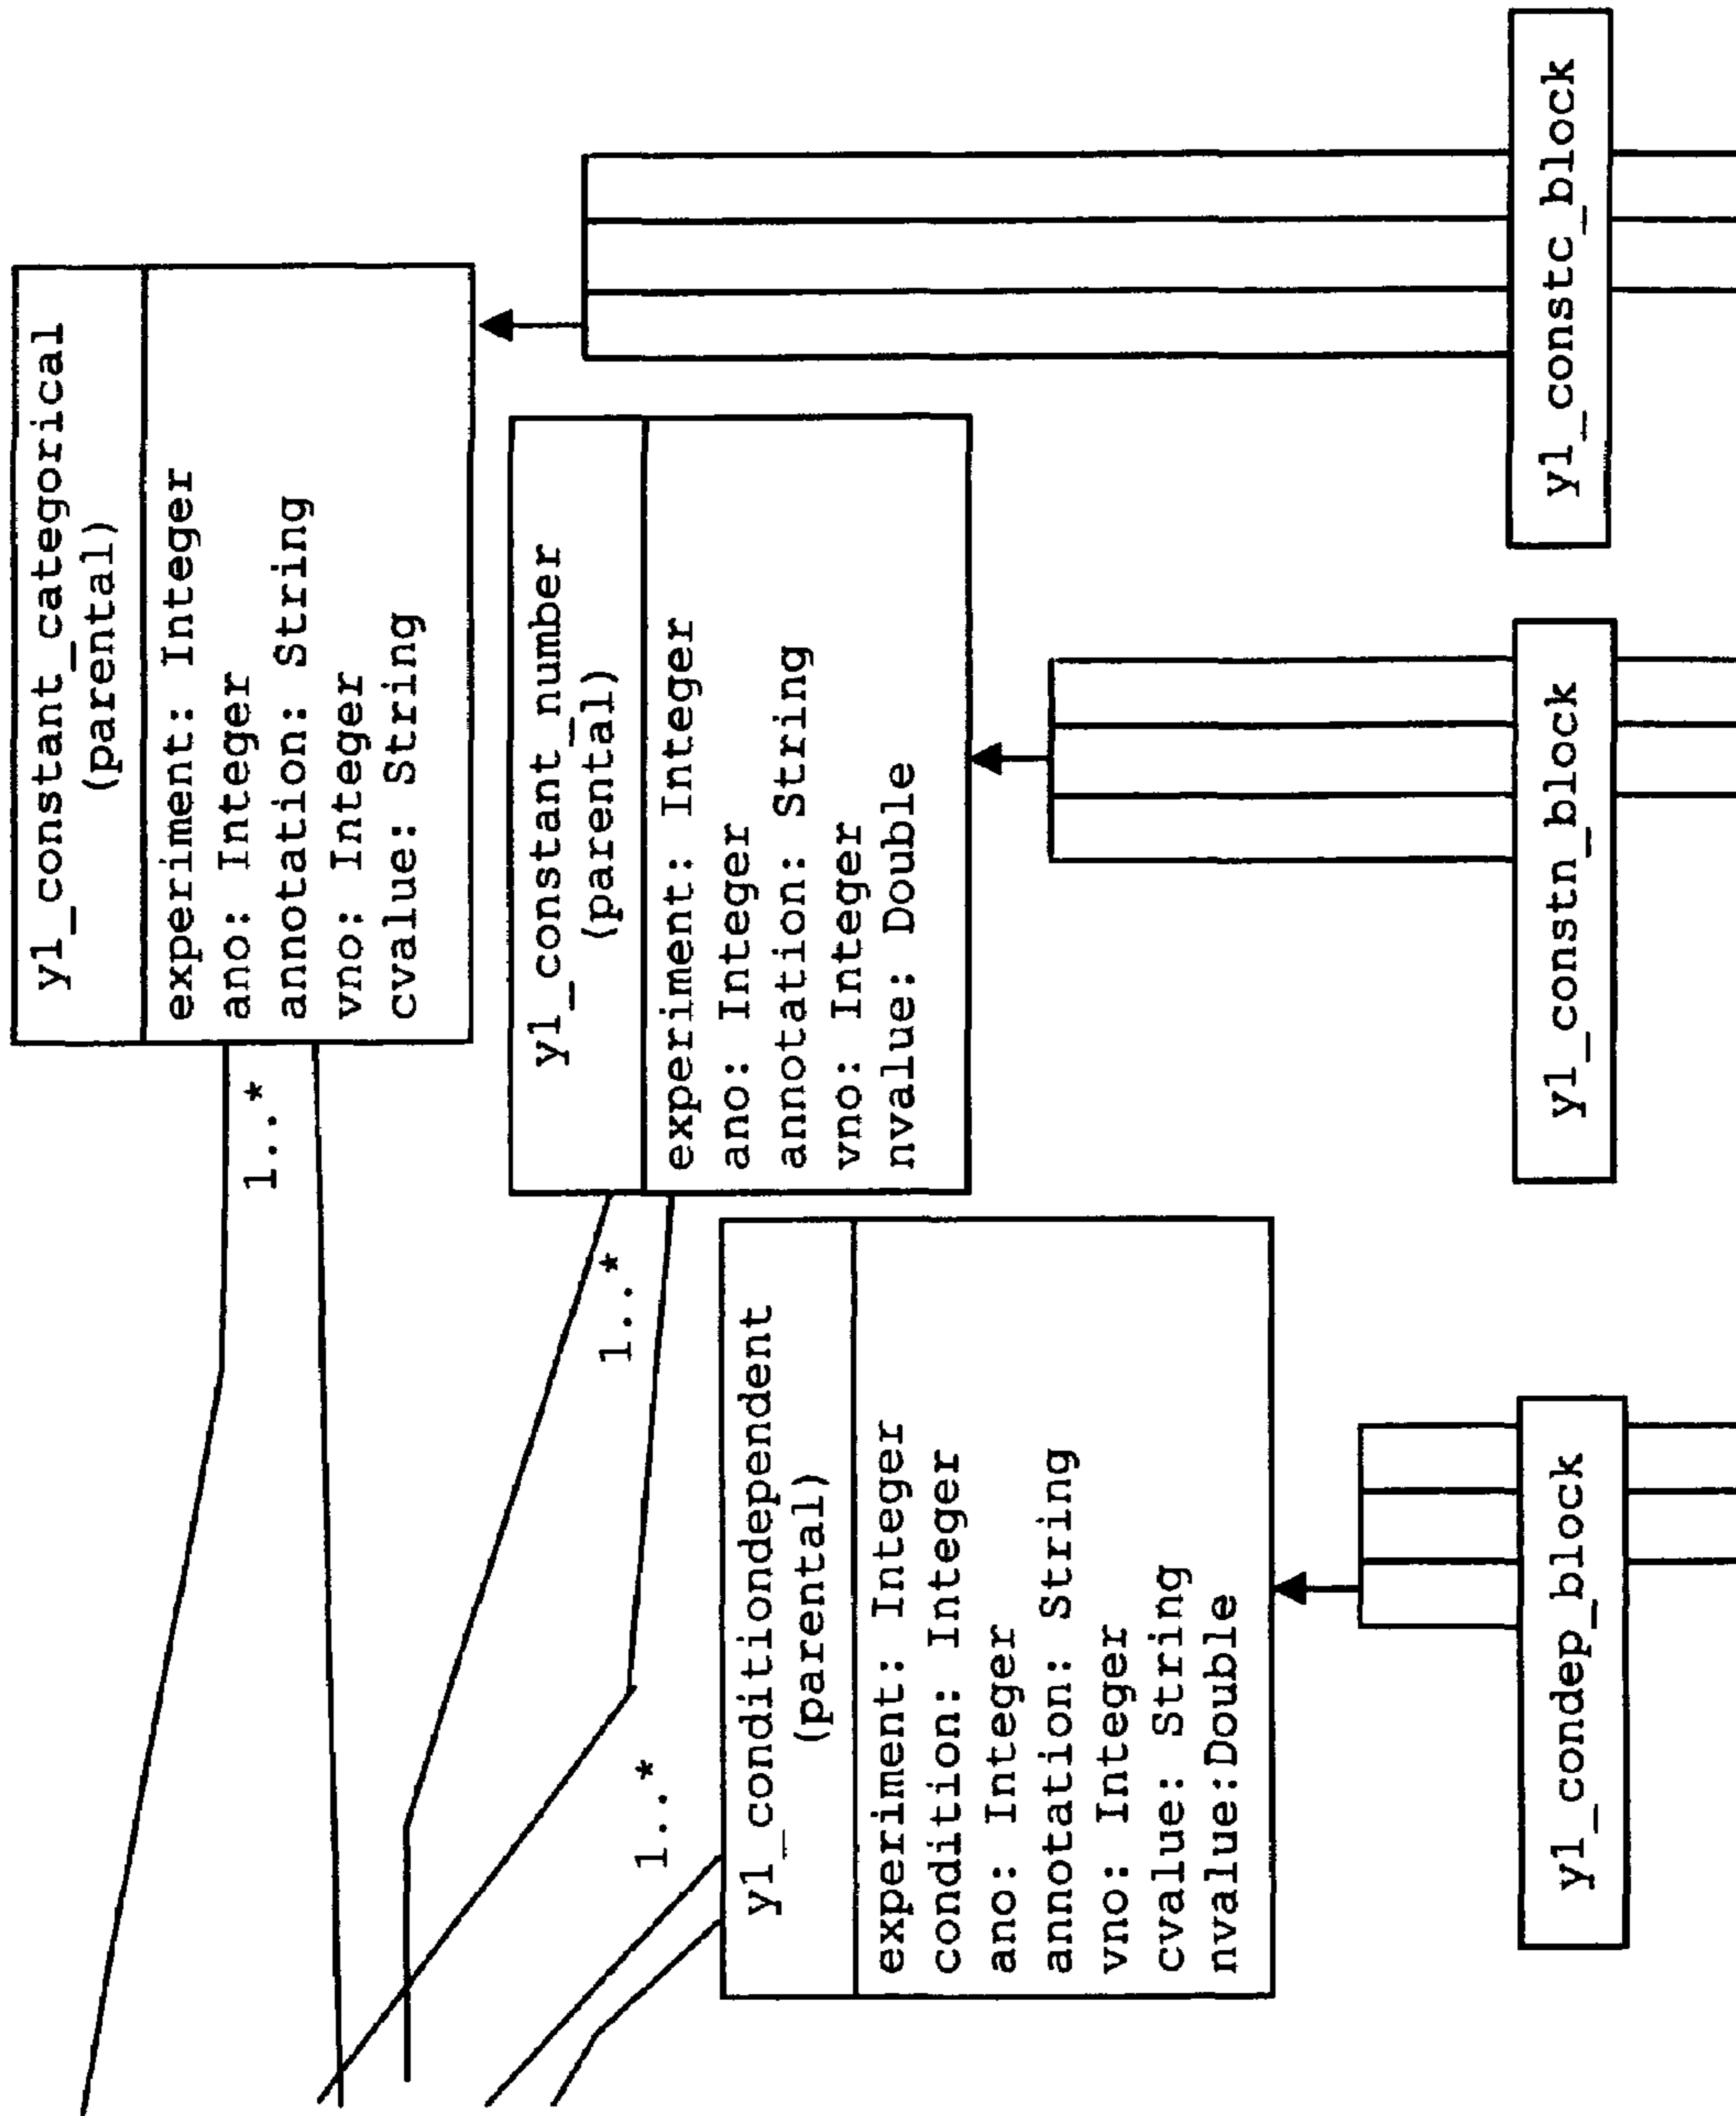 y1_constant_categorical
(parental)
experiment: Integer
ano: Integer
annotation: String
vno: Integer
cvalue: String
1..*
y1_constant_number
(parental)
experiment: Integer
ano: Integer
annotation: String
vno: Integer
nvalue: Double
1..*
y1_conditiondependent
(parental)
experiment: Integer
condition: Integer
ano: Integer
annotation: String
vno: Integer
cvalue: String
nvalue:Double
1..*
y1_condep_block
y1_constn_block
y1_constc_block